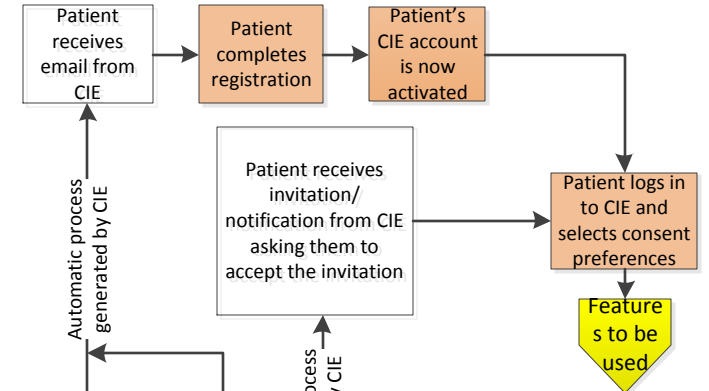 Patient
receives
email from
CIE
Patient
completes
registration
Patient's
CIE account
is now
activated
Patient receives
invitation/
notification from CIE
asking them to
accept the invitation
Patient logs in
to CIE and
selects consent
preferences
Feature
s to be
used
Automatic process
generated by CIE
CIE